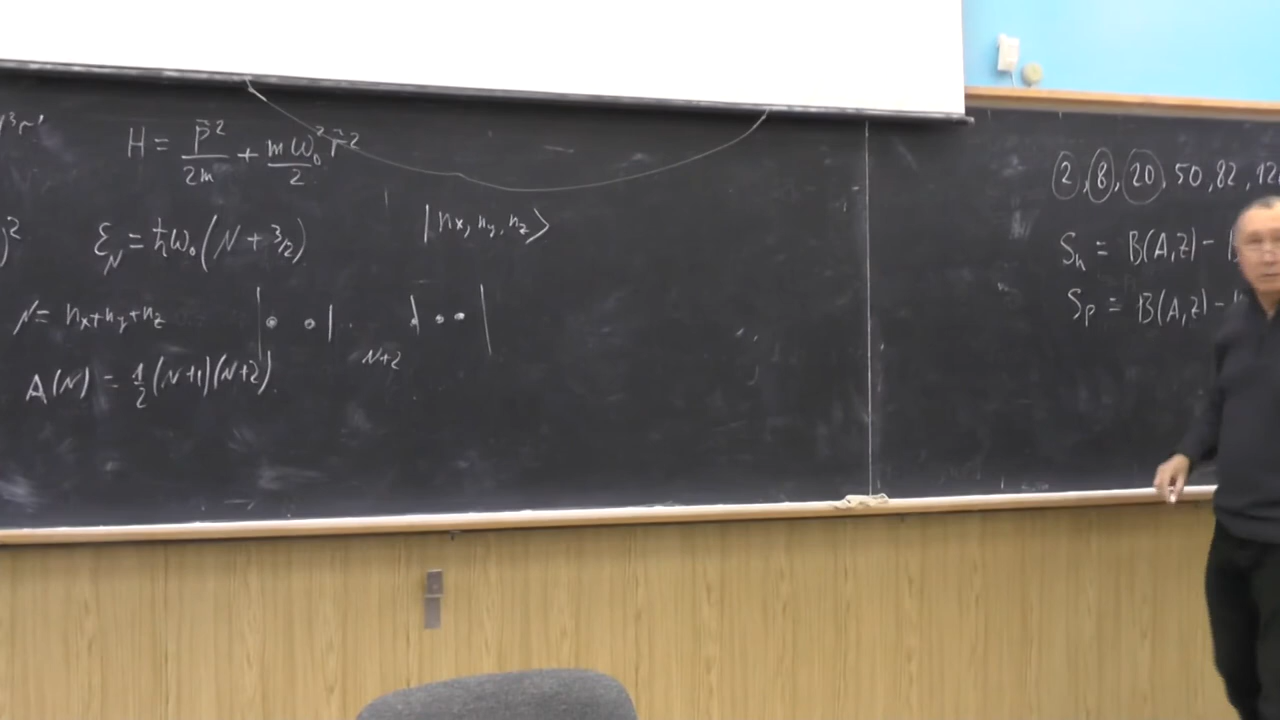 H = p̄²/2m + mω₀² r̄²/2
ε_N = ħω₀(N + 3/2)
|n_x, n_y, n_z⟩
N = n_x+n_y+n_z
N+2
A(N) = 1/2 (N+1)(N+2).
2, 8, 20, 50, 82, 12
S_n = B(A,Z) −
S_p = B(A,Z) −